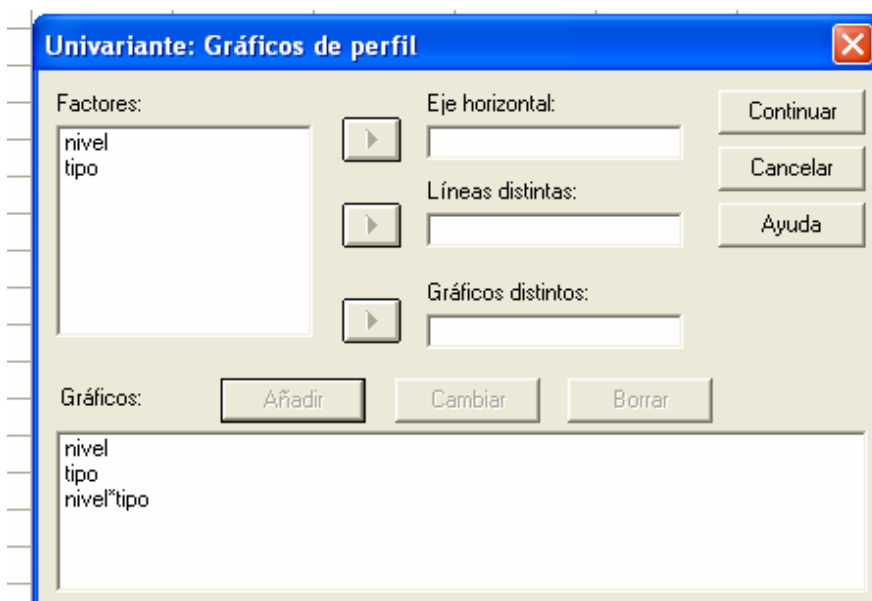 Univariante: Gráficos de perfil
Factores:
nivel
tipo
Eje horizontal:
Líneas distintas:
Gráficos distintos:
Continuar
Cancelar
Ayuda
Gráficos:
Añadir
Cambiar
Borrar
nivel
tipo
nivel*tipo